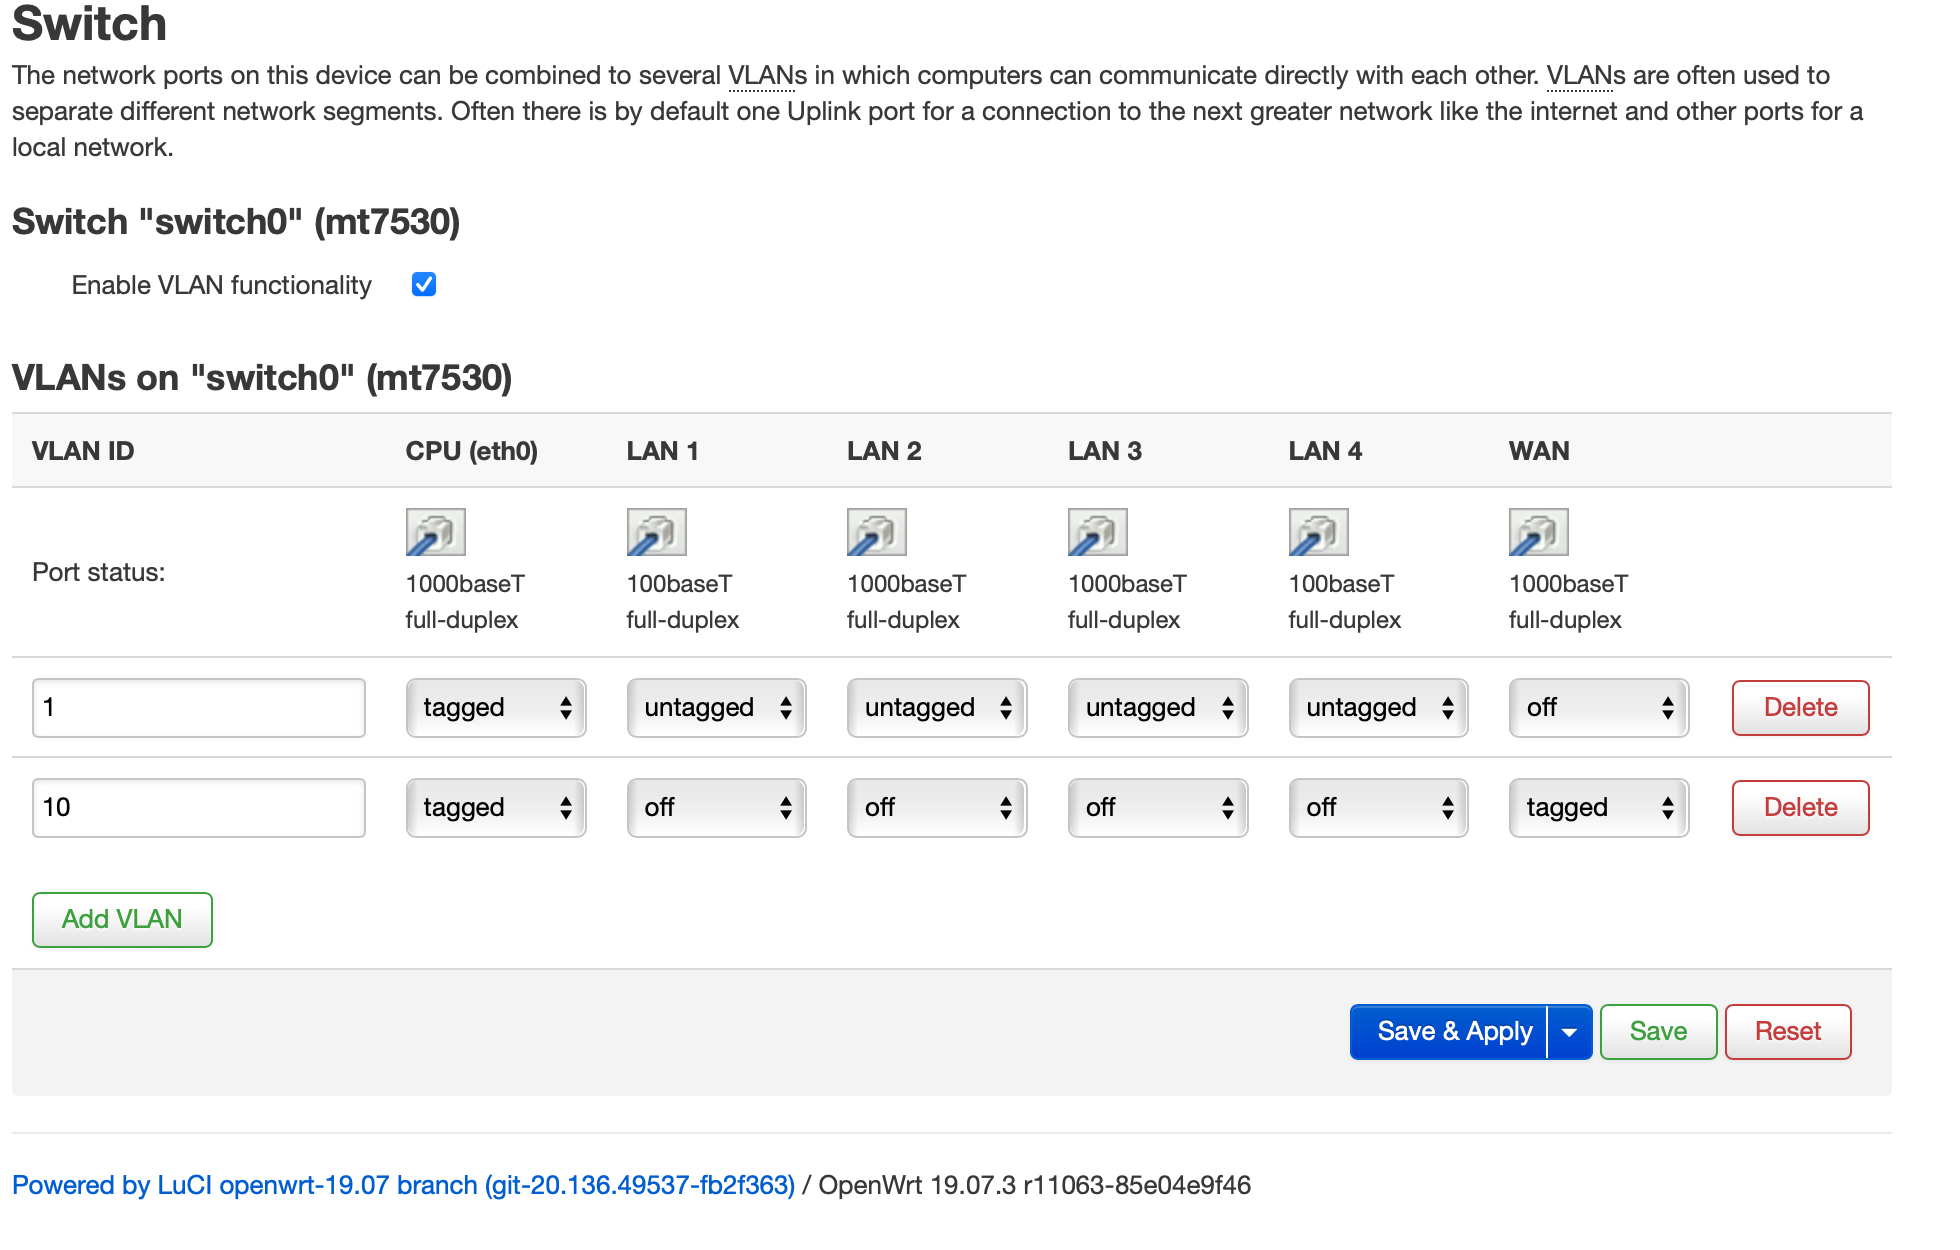 Switch
The network ports on this device can be combined to several VLANs in which computers can communicate directly with each other. VLANs are often used to
separate different network segments. Often there is by default one Uplink port for a connection to the next greater network like the internet and other ports for a
local network.
Switch "switch0" (mt7530)
Enable VLAN functionality
VLANs on "switch0" (mt7530)
VLAN ID CPU (eth0) LAN 1 LAN 2 LAN 3 LAN 4 WAN
Port status:
1000baseT 100baseT 1000baseT 1000baseT 100baseT 1000baseT
full-duplex full-duplex full-duplex full-duplex full-duplex full-duplex
1 tagged untagged untagged untagged untagged off Delete
10 tagged off off off off tagged Delete
Add VLAN
Save & Apply Save Reset
Powered by LuCI openwrt-19.07 branch (git-20.136.49537-fb2f363) / OpenWrt 19.07.3 r11063-85e04e9f46